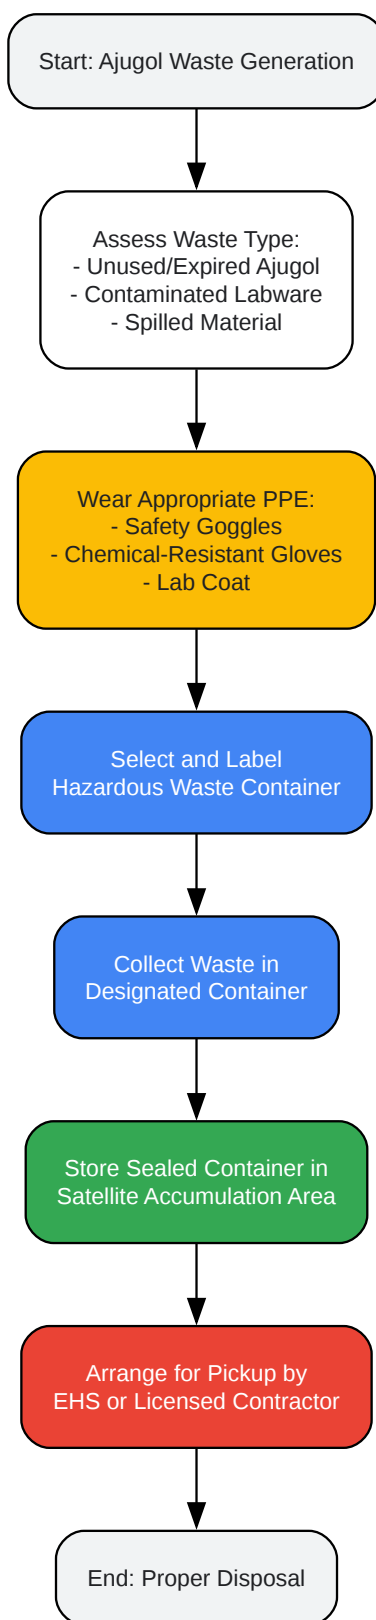 Start: Ajugol Waste Generation
Assess Waste Type:
- Unused/Expired Ajugol
- Contaminated Labware
- Spilled Material
Wear Appropriate PPE:
- Safety Goggles
- Chemical-Resistant Gloves
- Lab Coat
Select and Label
Hazardous Waste Container
Collect Waste in
Designated Container
Store Sealed Container in
Satellite Accumulation Area
Arrange for Pickup by
EHS or Licensed Contractor
End: Proper Disposal